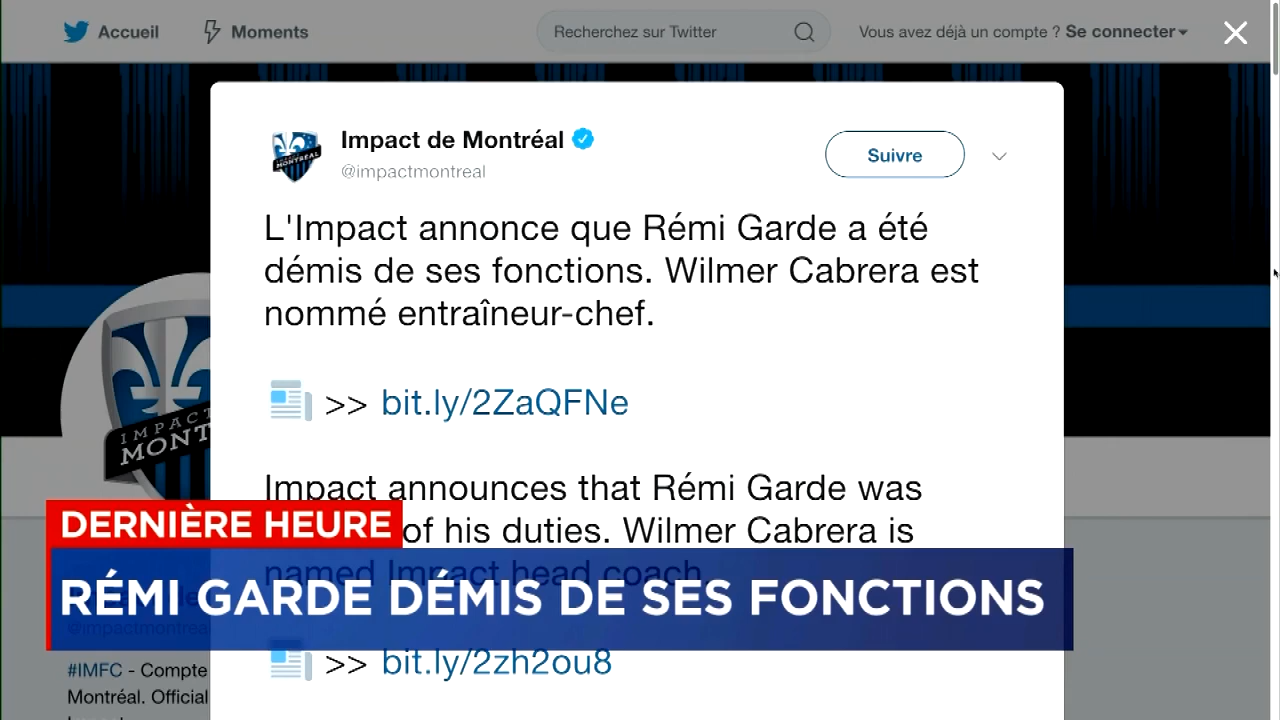 Accueil
Moments
Recherchez sur Twitter
Vous avez déjà un compte ? Se connecter
Impact de Montréal
@impactmontreal
Suivre
L'Impact annonce que Rémi Garde a été
démis de ses fonctions. Wilmer Cabrera est
nommé entraîneur-chef.
>> bit.ly/2ZaQFNe
Impact announces that Rémi Garde was
of his duties. Wilmer Cabrera is
named Impact head coach.
>> bit.ly/2zh2ou8
IMPACT
MONT
DERNIÈRE HEURE
RÉMI GARDE DÉMIS DE SES FONCTIONS
@impactmontreal
#IMFC - Compte
Montréal. Official